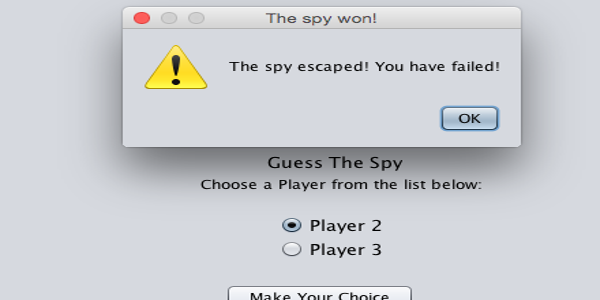 The spy won!
The spy escaped! You have failed!
OK
Guess The Spy
Choose a Player from the list below:
Player 2
Player 3
Make Your Choice